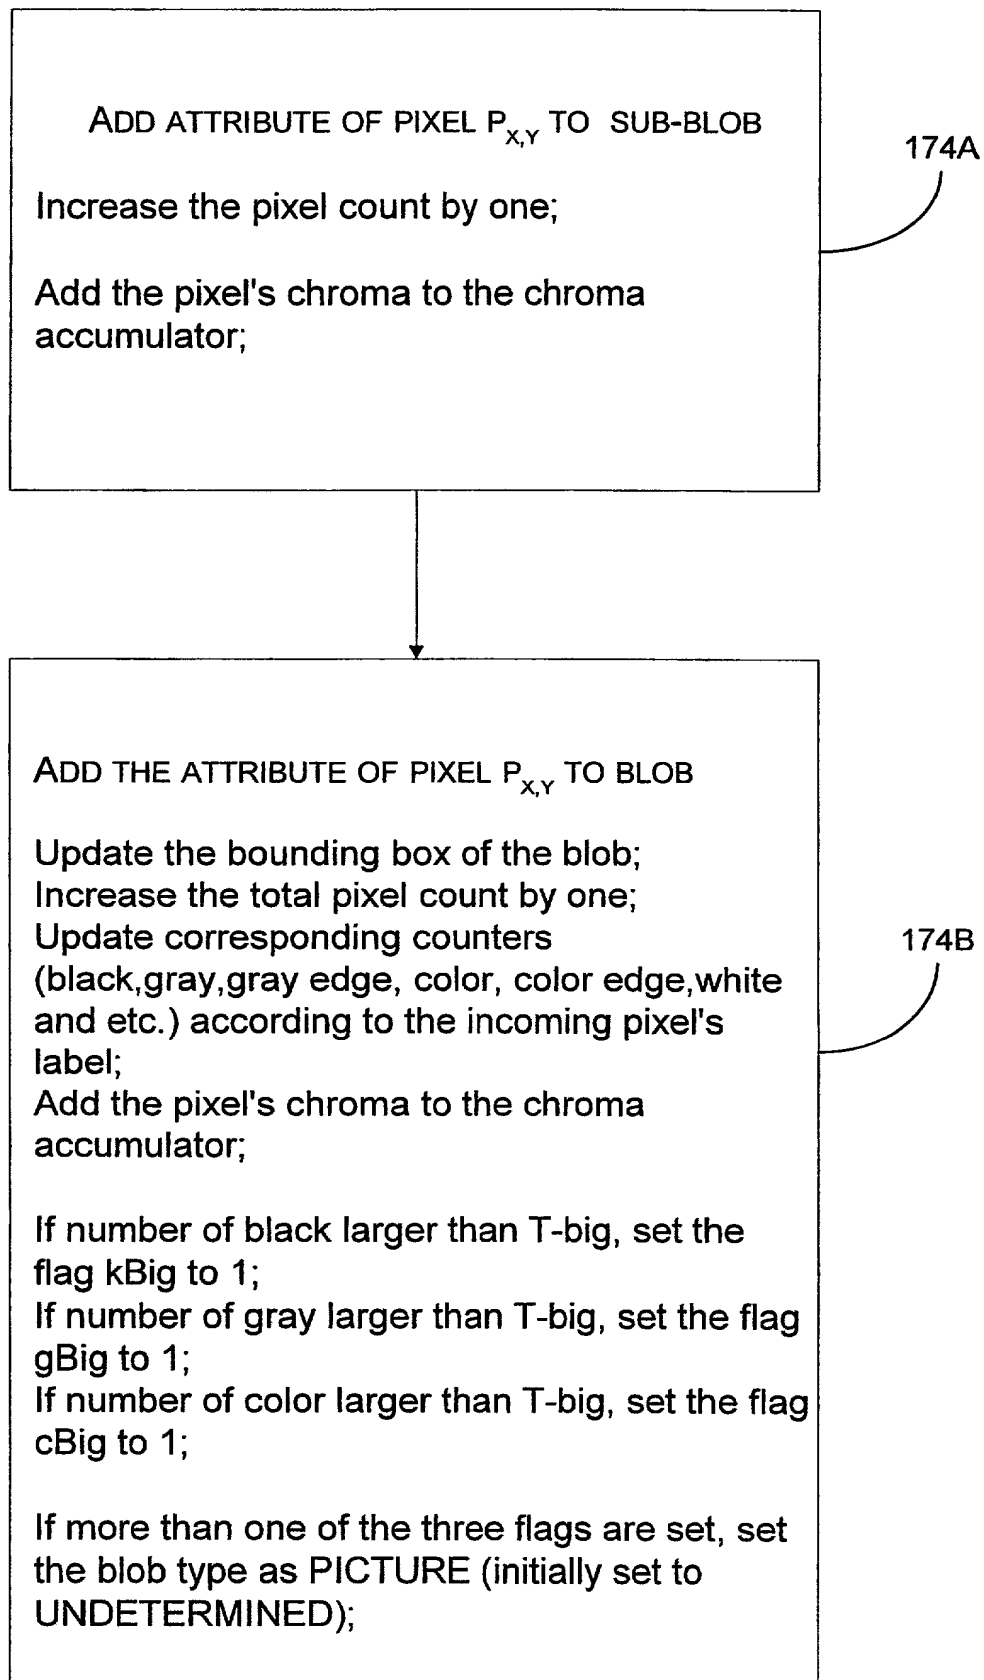 ADD ATTRIBUTE OF PIXEL PX,Y TO SUB-BLOB
174A
Increase the pixel count by one;
Add the pixel's chroma to the chroma
accumulator;
ADD THE ATTRIBUTE OF PIXEL PX,Y TO BLOB
Update the bounding box of the blob;
Increase the total pixel count by one;
Update corresponding counters
174B
(black,gray,gray edge, color, color edge,white
and etc.) according to the incoming pixel's
label;
Add the pixel's chroma to the chroma
accumulator;
If number of black larger than T-big, set the
flag kBig to 1;
If number of gray larger than T-big, set the flag
gBig to 1;
If number of color larger than T-big, set the flag
cBig to 1;
If more than one of the three flags are set, set
the blob type as PICTURE (initially set to
UNDETERMINED);